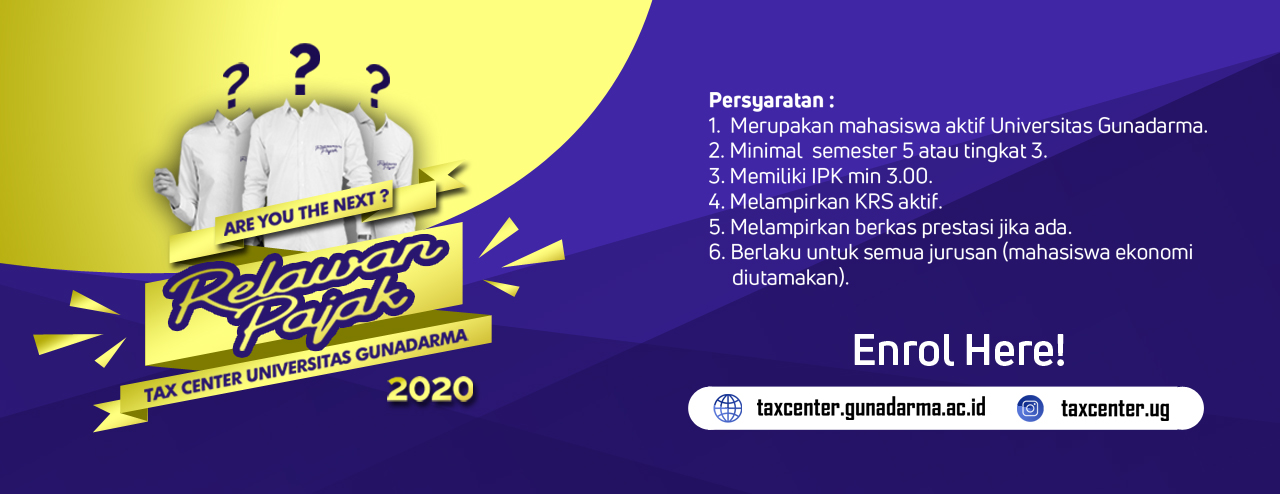 ? ? ?
Relawan Pajak
ARE YOU THE NEXT ?
Relawan
Pajak
TAX CENTER UNIVERSITAS GUNADARMA
2020
Persyaratan :
1. Merupakan mahasiswa aktif Universitas Gunadarma.
2. Minimal semester 5 atau tingkat 3.
3. Memiliki IPK min 3.00.
4. Melampirkan KRS aktif.
5. Melampirkan berkas prestasi jika ada.
6. Berlaku untuk semua jurusan (mahasiswa ekonomi
diutamakan).
Enrol Here!
taxcenter.gunadarma.ac.id taxcenter.ug